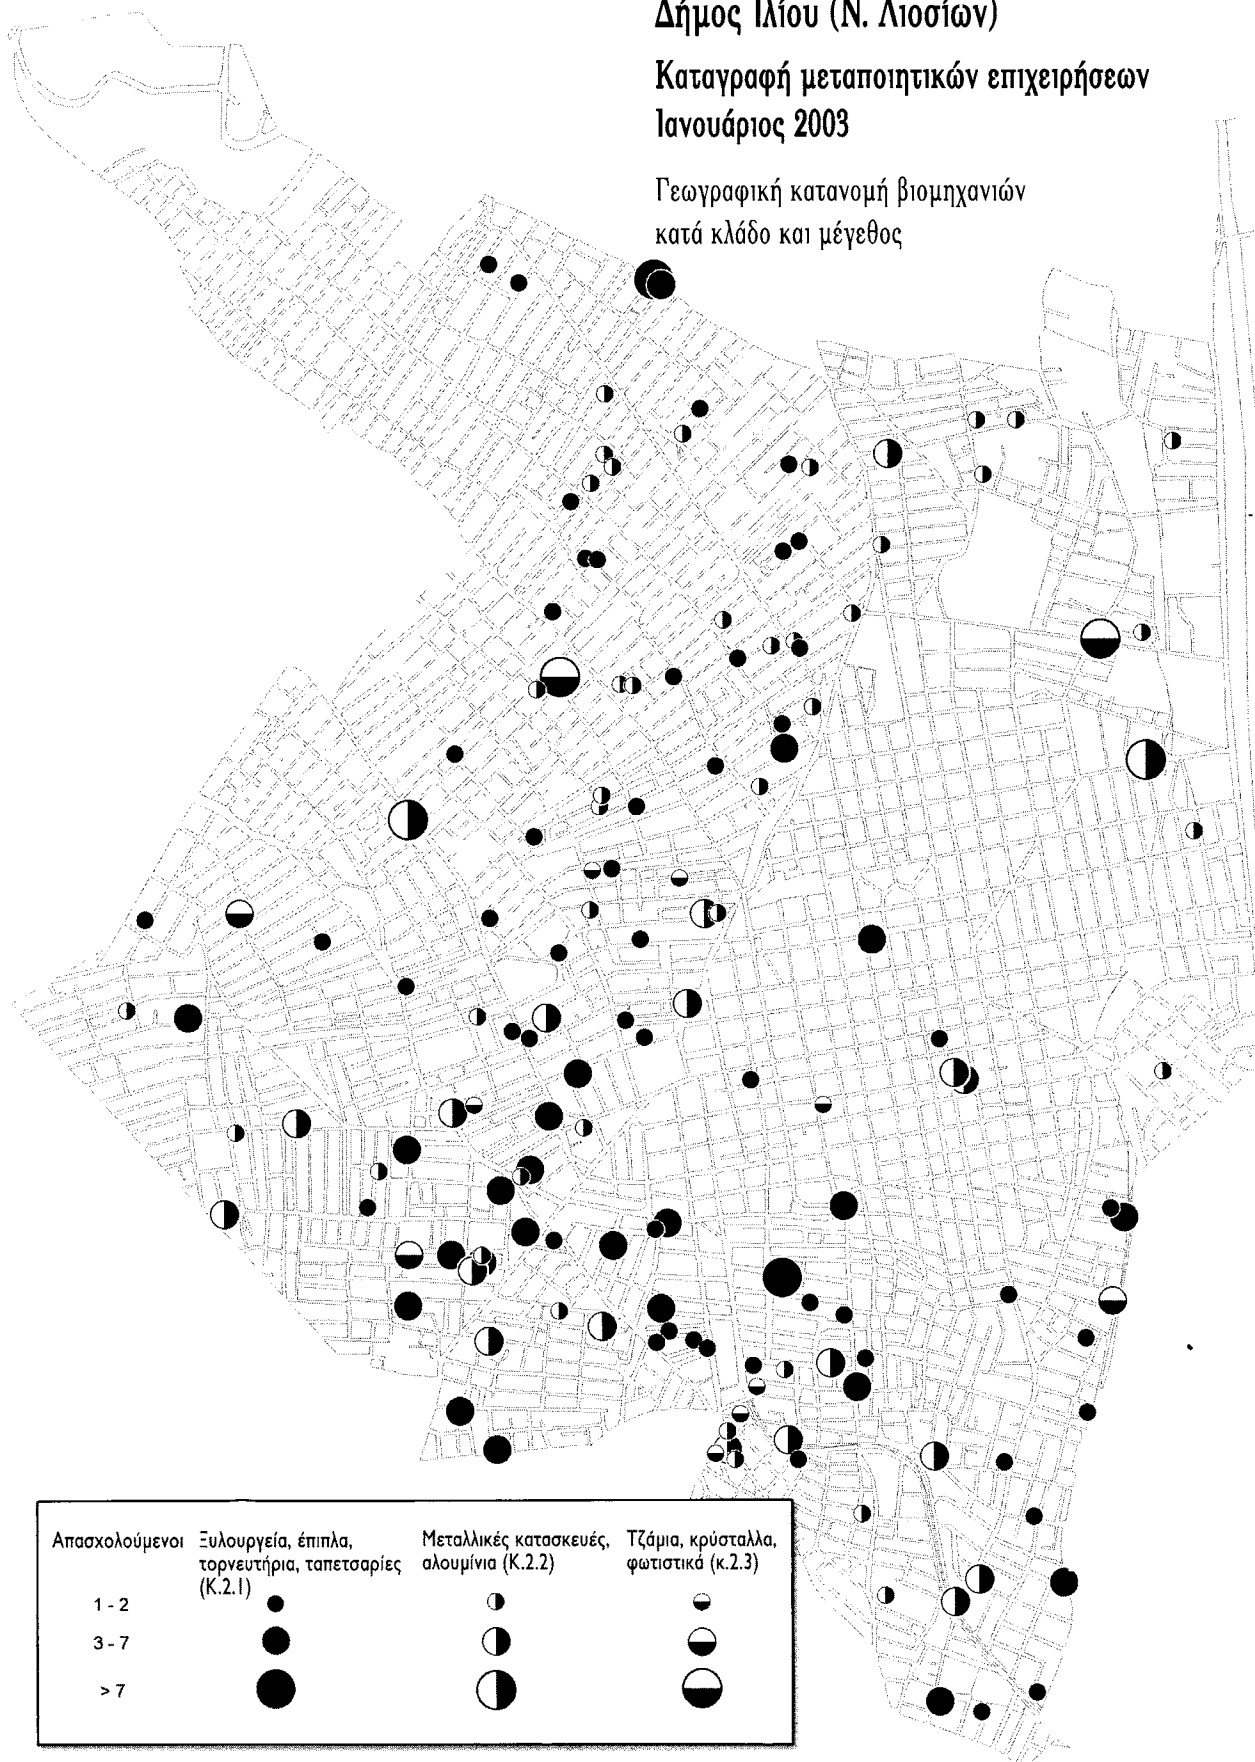 Δήμος Ιλίου (Ν. Λιοσίων)
Καταγραφή μεταποιητικών επιχειρήσεων
Ιανουάριος 2003
Γεωγραφική κατανομή βιομηχανιών
κατά κλάδο και μέγεθος
Απασχολούμενοι
Ξυλουργεία, έπιπλα,
τορνευτήρια, ταπετσαρίες
(Κ.2.1)
Μεταλλικές κατασκευές,
αλουμίνια (Κ.2.2)
Τζάμια, κρύσταλλα,
φωτιστικά (κ.2.3)
1 - 2
3 - 7
> 7